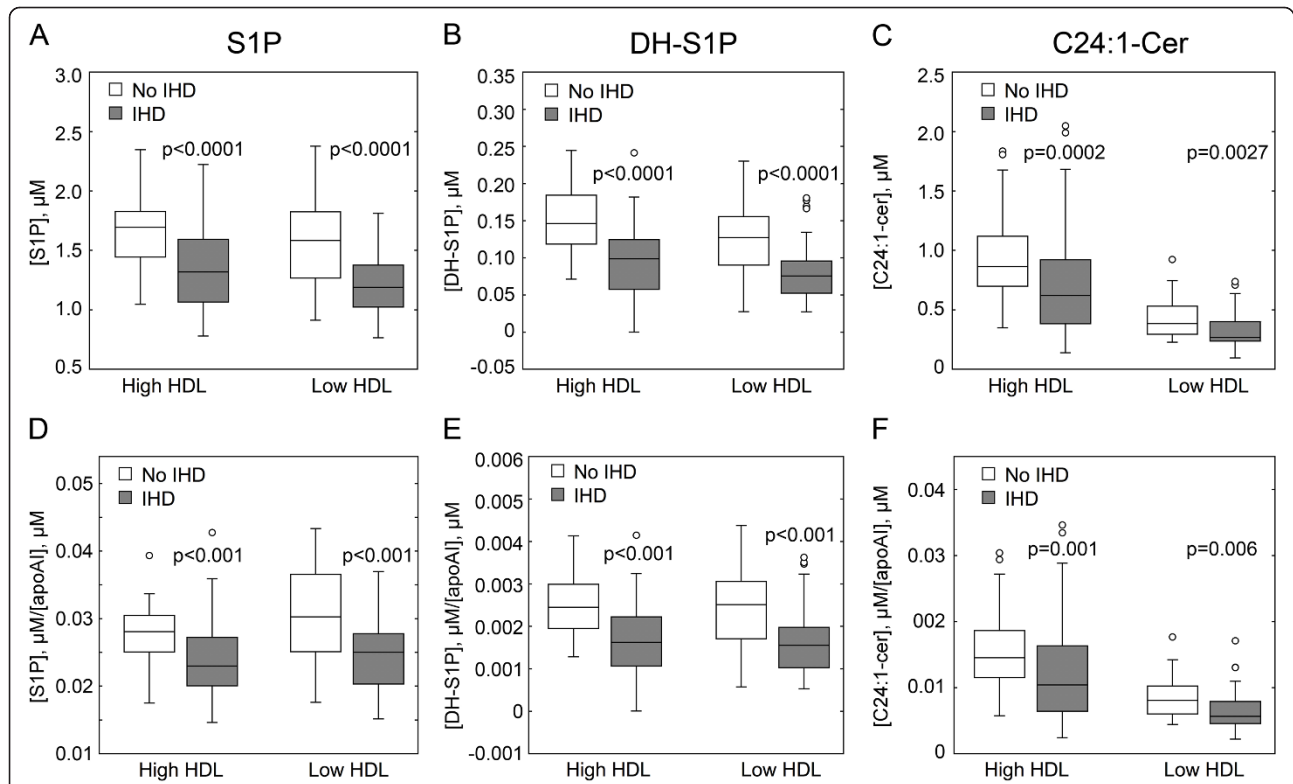 A S1P
B DH-S1P
C C24:1-Cer
[S1P], µM
3.0
2.5
2.0
1.5
1.0
0.5
No IHD
IHD
p<0.0001
p<0.0001
High HDL
Low HDL
[DH-S1P], µM
0.35
0.30
0.25
0.20
0.15
0.10
0.05
0
-0.05
No IHD
IHD
p<0.0001
p<0.0001
High HDL
Low HDL
[C24:1-cer], µM
2.5
2.0
1.5
1.0
0.5
0
No IHD
IHD
p=0.0002
p=0.0027
High HDL
Low HDL
D
[S1P], µM/[apoAI], µM
0.05
0.04
0.03
0.02
0.01
No IHD
IHD
p<0.001
p<0.001
High HDL
Low HDL
E
[DH-S1P], µM/[apoAI], µM
0.006
0.005
0.004
0.003
0.002
0.001
0
-0.001
No IHD
IHD
p<0.001
p<0.001
High HDL
Low HDL
F
[C24:1-cer], µM/[apoAI], µM
0.04
0.03
002
0.01
0
No IHD
IHD
p=0.001
p=0.006
High HDL
Low HDL